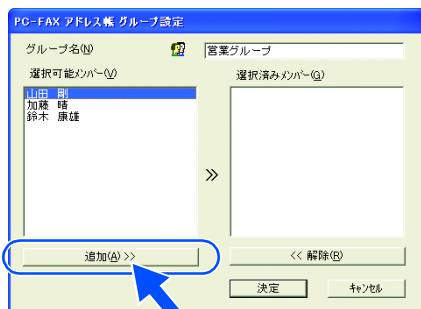 PC-FAX アドレス帳 グループ設定
グループ名(N) 営業グループ
選択可能メンバー(V) 選択済みメンバー(G)
山田 剛
加藤 晴
鈴木 康雄
»
追加(A) >> << 解除(R)
決定 キャンセル